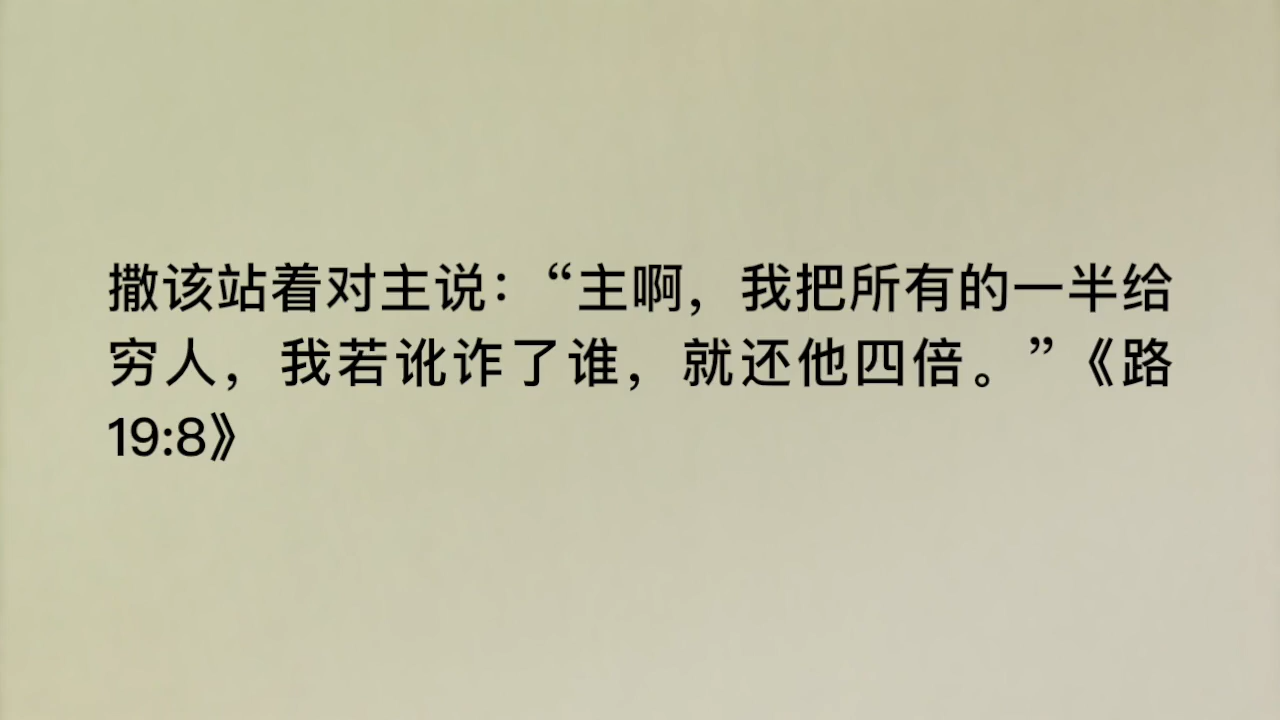 撒该站着对主说：“主啊，我把所有的一半给
穷人，我若讹诈了谁，就还他四倍。”《路
19:8》